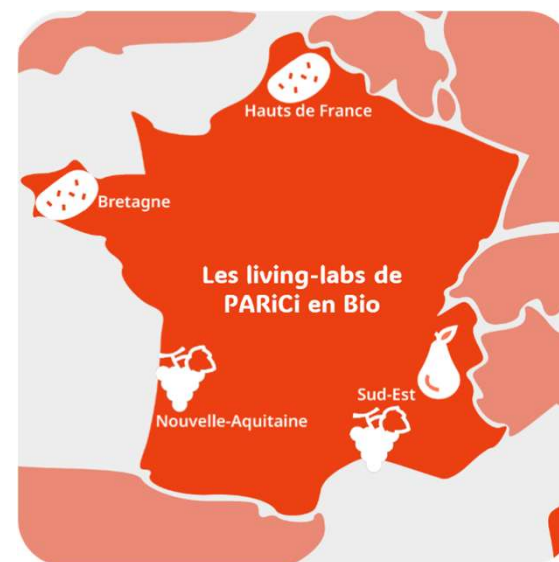 Hauts de France
Bretagne
Les living-labs de
PARiCi en Bio
Sud-Est
Nouvelle-Aquitaine